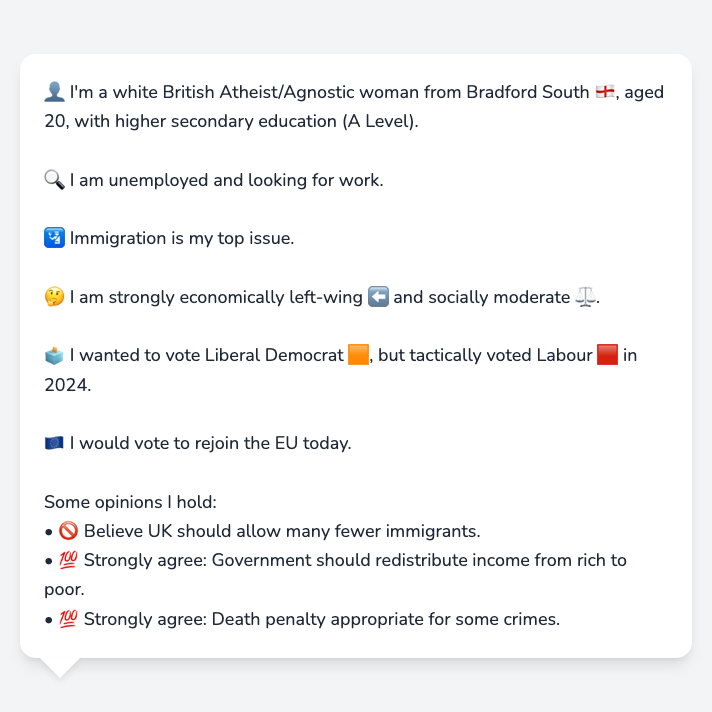 👤 I'm a white British Atheist/Agnostic woman from Bradford South 🏴󠁧󠁢󠁥󠁮󠁧󠁿, aged
20, with higher secondary education (A Level).
🔍 I am unemployed and looking for work.
🛂 Immigration is my top issue.
🤔 I am strongly economically left-wing ⬅️ and socially moderate ⚖️.
🗳️ I wanted to vote Liberal Democrat 🟧, but tactically voted Labour 🟥 in
2024.
🇪🇺 I would vote to rejoin the EU today.
Some opinions I hold:
• 🚫 Believe UK should allow many fewer immigrants.
• 💯 Strongly agree: Government should redistribute income from rich to
poor.
• 💯 Strongly agree: Death penalty appropriate for some crimes.